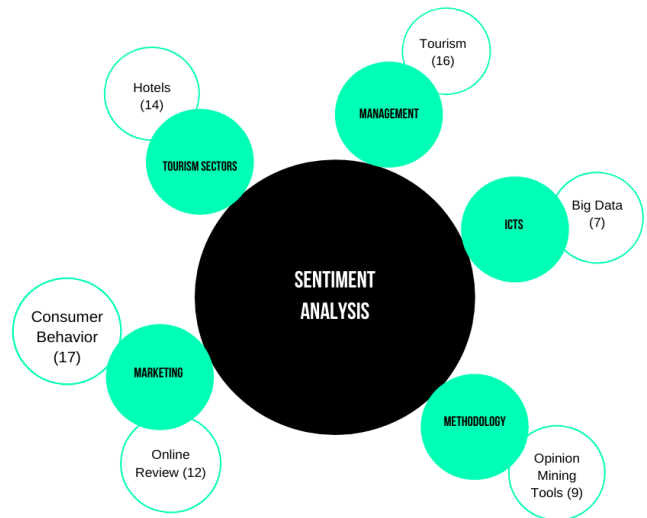 Tourism
(16)
Hotels
(14)
MANAGEMENT
TOURISM SECTORS
Big Data
(7)
ICTS
SENTIMENT
ANALYSIS
Consumer
Behavior
(17)
MARKETING
Online
Review (12)
METHODOLOGY
Opinion
Mining
Tools (9)